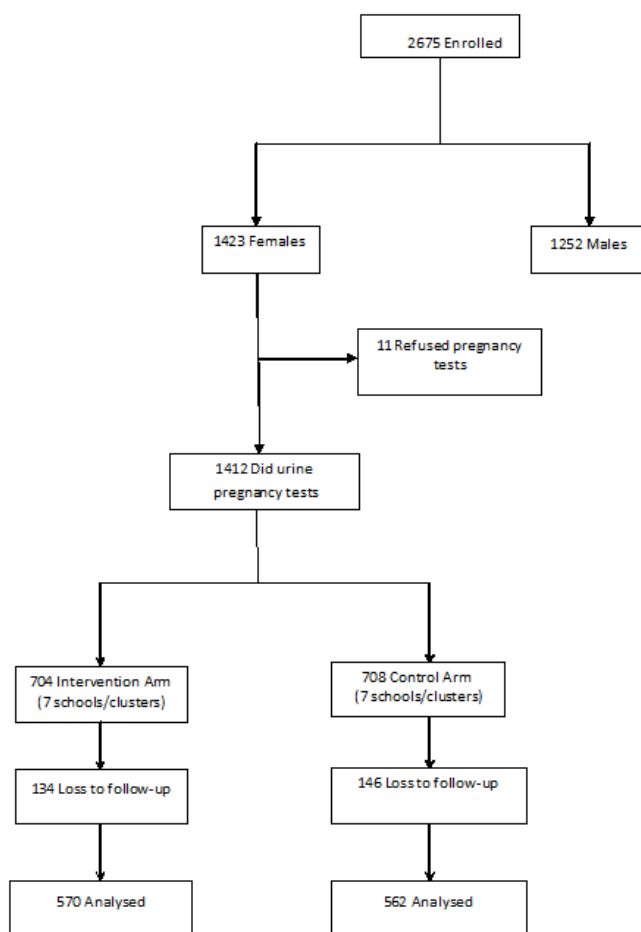 2675 Enrolled
1423 Females
1252 Males
11 Refused pregnancy
tests
1412 Did urine
pregnancy tests
704 Intervention Arm
(7 schools/clusters)
708 Control Arm
(7 schools/clusters)
134 Loss to follow-up
146 Loss to follow-up
570 Analysed
562 Analysed